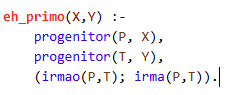 eh_primo(X,Y) :-
progenitor(P, X),
progenitor(T, Y),
(irmao(P,T); irma(P,T)).